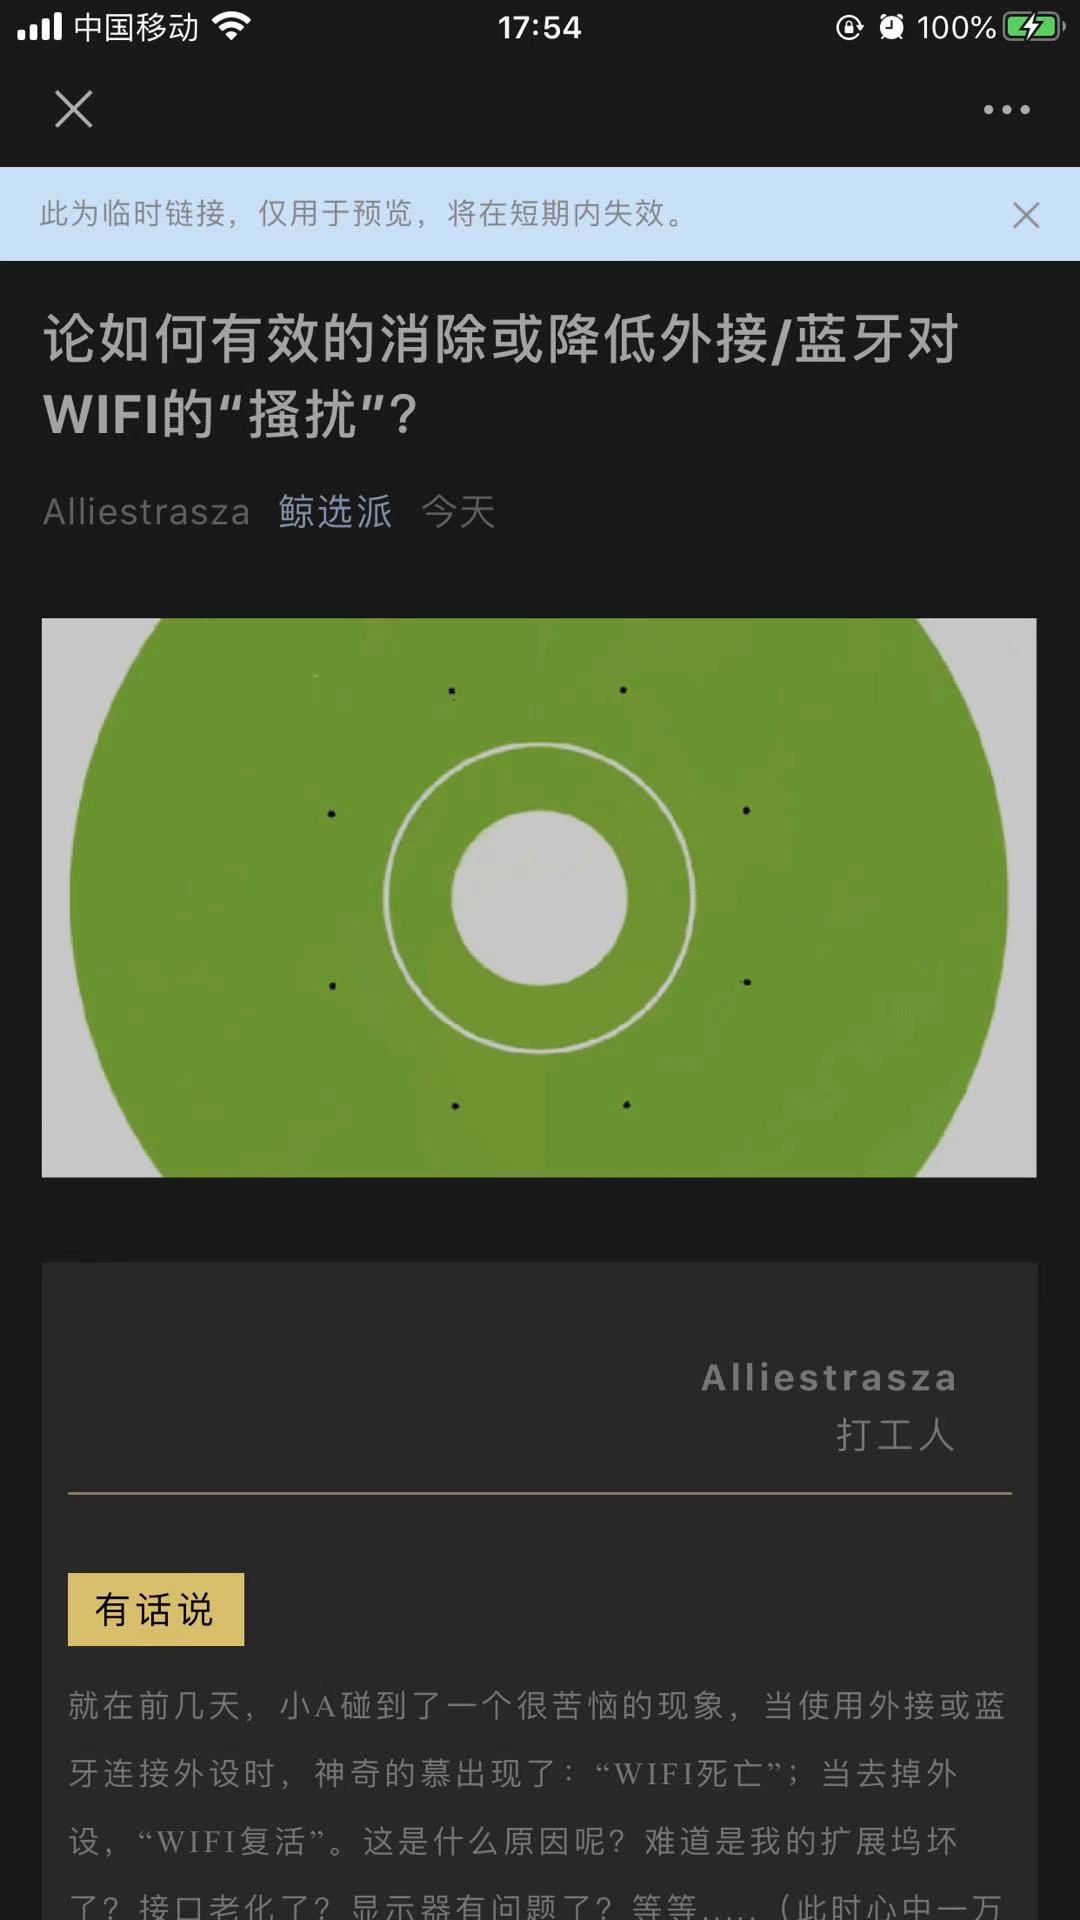 中国移动
17:54
100%
此为临时链接，仅用于预览，将在短期内失效。
论如何有效的消除或降低外接/蓝牙对
WIFI的“搔扰”？
Alliestrasza 鲸选派 今天
Alliestrasza
打工人
有话说
就在前几天，小A碰到了一个很苦恼的现象，当使用外接或蓝
牙连接外设时，神奇的慕出现了：“WIFI死亡”；当去掉外
设，“WIFI复活”。这是什么原因呢？难道是我的扩展坞坏
了？接口老化了？显示器有问题了？等等.....（此时心中一万